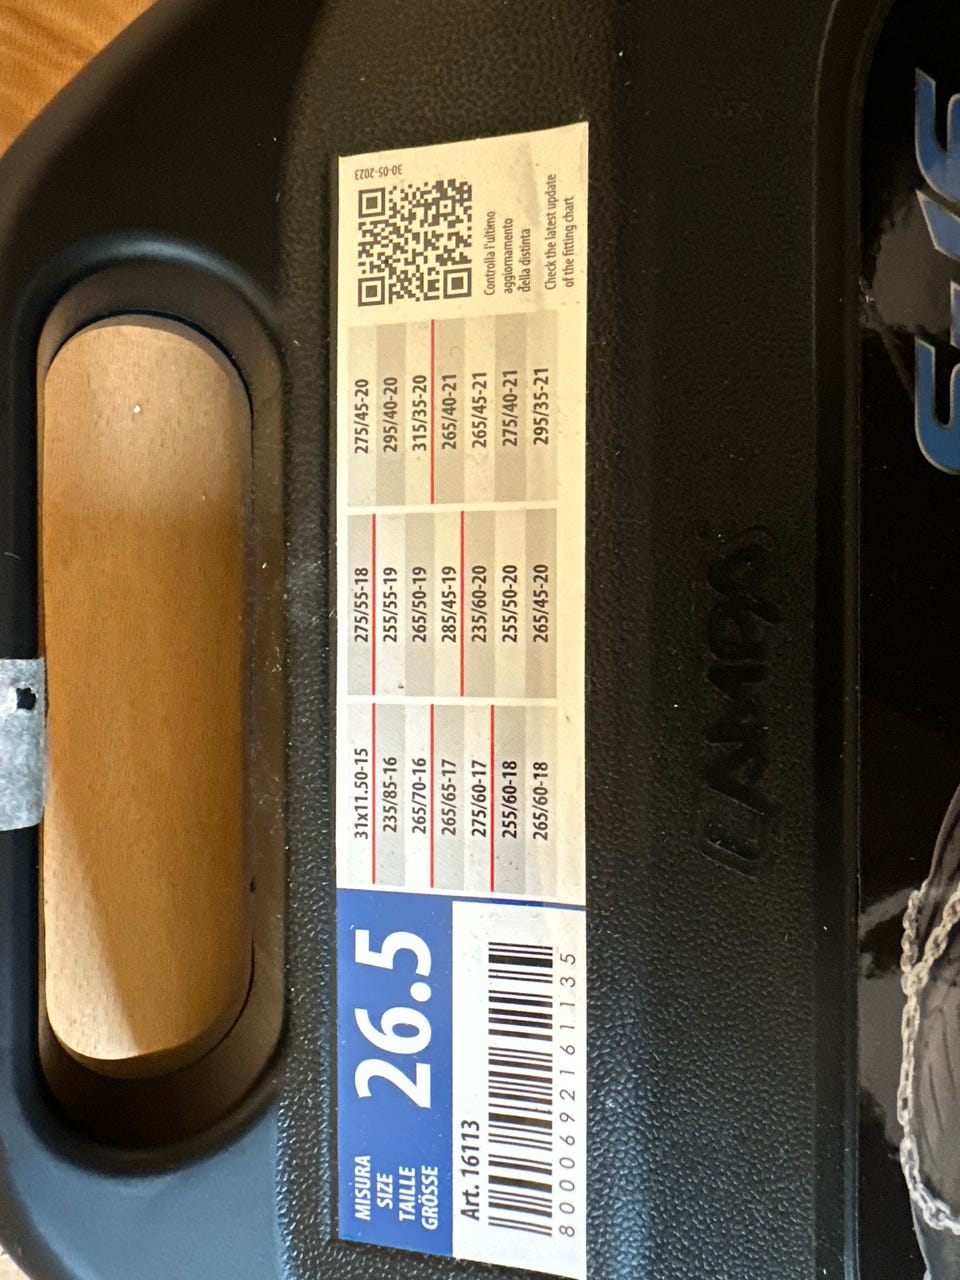 MISURA
SIZE
TAILLE
GRÖSSE
26.5
Art. 16113
8000692161135
31x11.50-15
235/85-16
265/70-16
265/65-17
275/60-17
255/60-18
265/60-18
275/55-18
255/55-19
265/50-19
285/45-19
235/60-20
255/50-20
265/45-20
275/45-20
295/40-20
315/35-20
265/40-21
265/45-21
275/40-21
295/35-21
30-05-2023
Controlla l'ultimo
aggiornamento
della distinta
Check the latest update
of the fitting chart
LAMPA